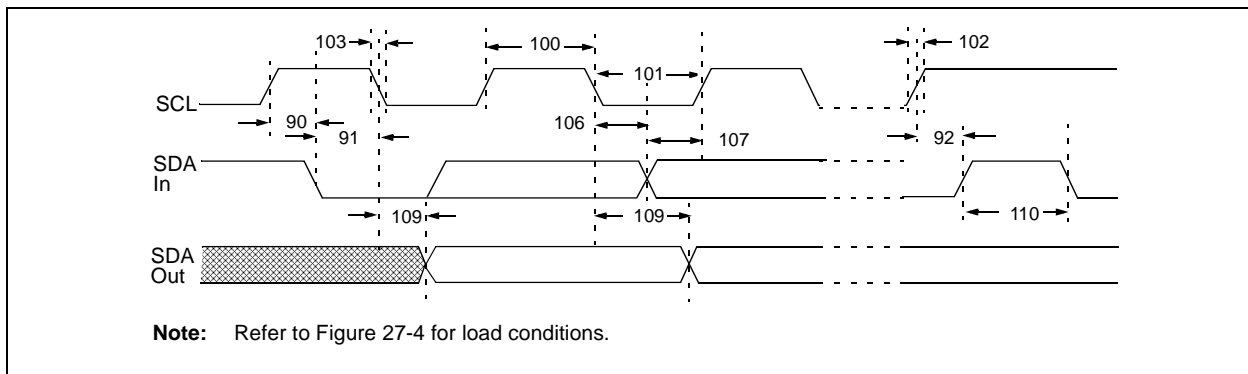 103
100
102
101
SCL
90
106
91
107
92
SDA
In
109
109
110
SDA
Out
Note: Refer to Figure 27-4 for load conditions.